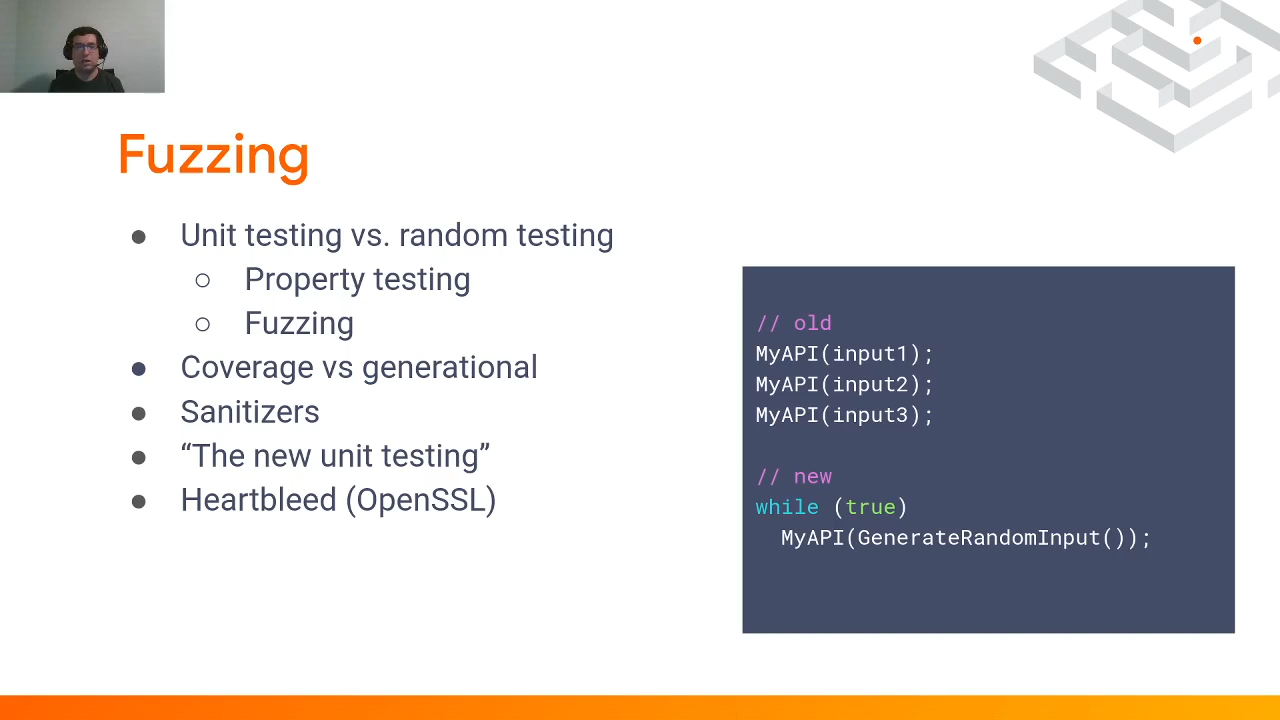 Fuzzing
● Unit testing vs. random testing
○ Property testing
○ Fuzzing
● Coverage vs generational
● Sanitizers
● “The new unit testing”
● Heartbleed (OpenSSL)
// old
MyAPI(input1);
MyAPI(input2);
MyAPI(input3);
// new
while (true)
MyAPI(GenerateRandomInput());